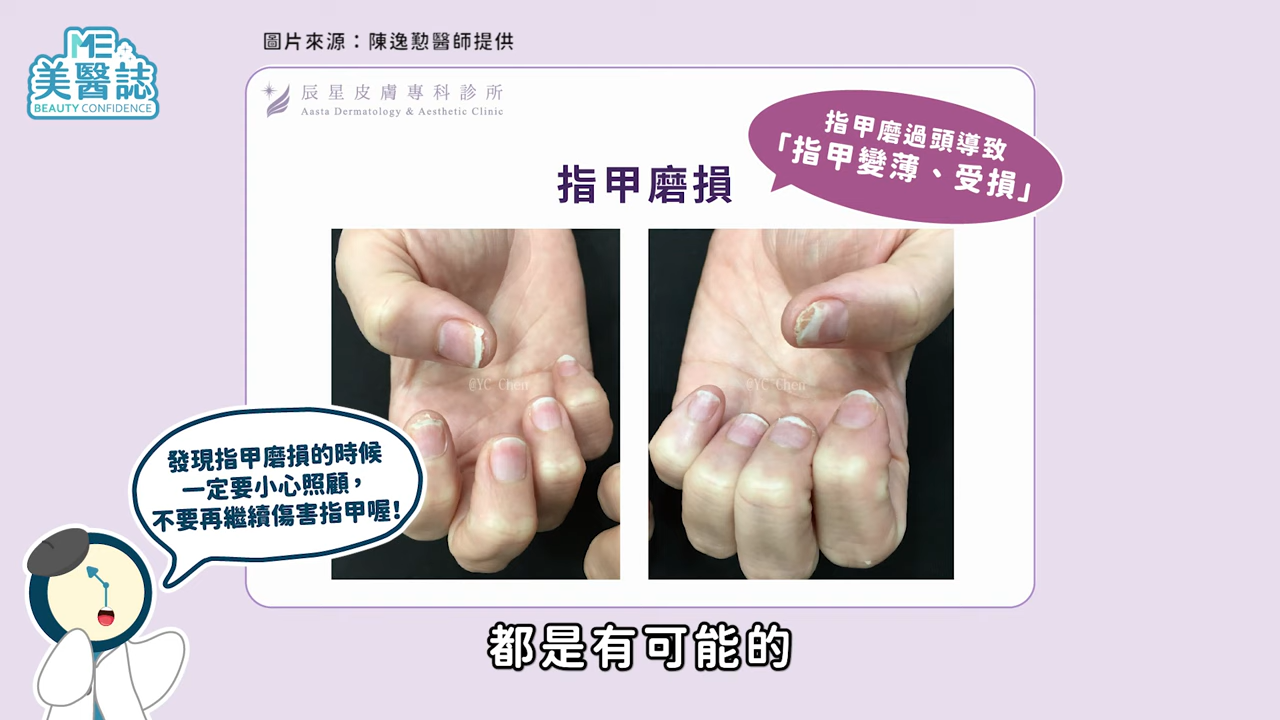 圖片來源：陳逸懃醫師提供
ME
美醫誌
BEAUTY CONFIDENCE
辰星皮膚專科診所
Aasta Dermatology & Aesthetic Clinic
指甲磨過頭導致
「指甲變薄、受損」
指甲磨損
@YC Chen
@YC Chen
發現指甲磨損的時候
一定要小心照顧，
不要再繼續傷害指甲喔!
都是有可能的